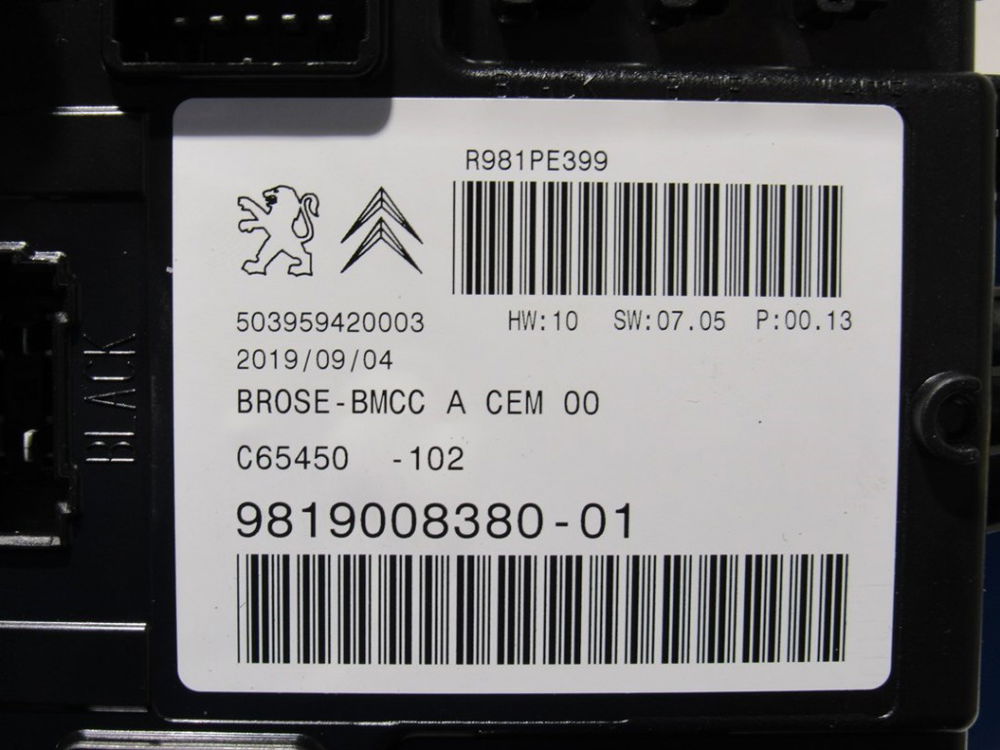 R981PE399
503959420003 HW:10 SW:07.05 P:00.13
2019/09/04
BROSE-BMCC A CEM 00
C65450 -102
9819008380-01
BLACK